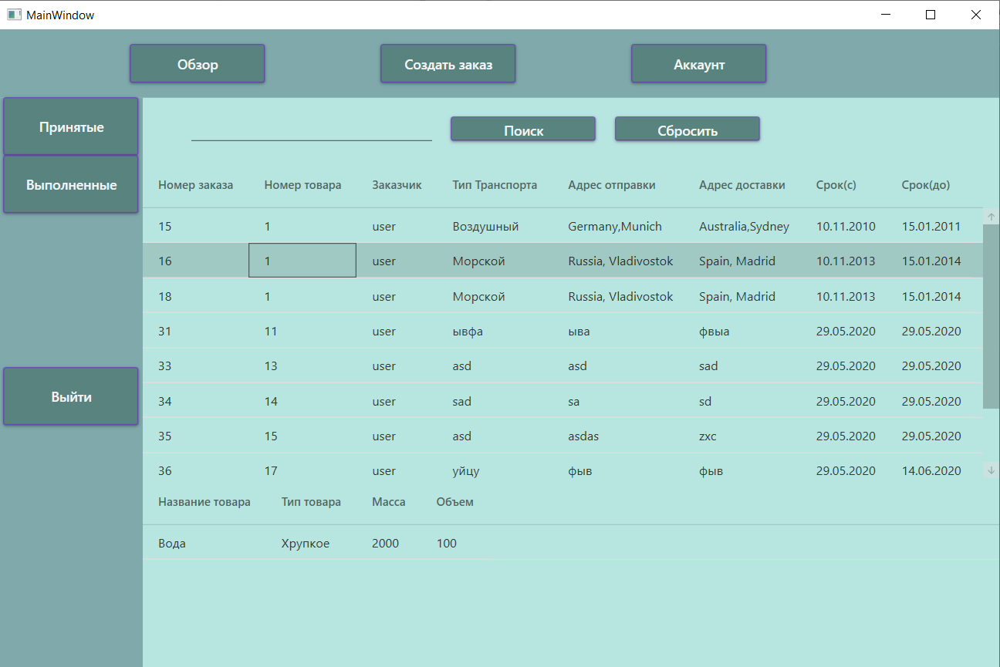 MainWindow
Обзор Создать заказ Аккаунт
Принятые
Поиск Сбросить
Выполненные
Номер заказа Номер товара Заказчик Тип Транспорта Адрес отправки Адрес доставки Срок(с) Срок(до)
15 1 user Воздушный Germany,Munich Australia,Sydney 10.11.2010 15.01.2011
16 1 user Морской Russia, Vladivostok Spain, Madrid 10.11.2013 15.01.2014
18 1 user Морской Russia, Vladivostok Spain, Madrid 10.11.2013 15.01.2014
31 11 user ывфа ыва фвыа 29.05.2020 29.05.2020
33 13 user asd asd sad 29.05.2020 29.05.2020
Выйти
34 14 user sad sa sd 29.05.2020 29.05.2020
35 15 user asd asdas zxc 29.05.2020 29.05.2020
36 17 user уйцу фыв фыв 29.05.2020 14.06.2020
Название товара Тип товара Масса Объем
Вода Хрупкое 2000 100